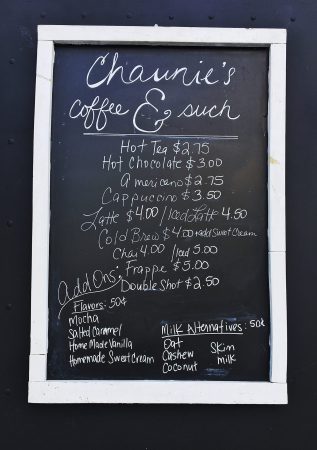 Chaunie's
coffee & such
Hot Tea $2.75
Hot Chocolate $3.00
Americano $2.75
Cappuccino $3.50
Latte $4.00 / Iced Latte 4.50
Cold Brew $4.00 +add Sweet Cream
Chai 4.00 / Iced 5.00
Frappe $5.00
Double Shot $2.50
Add Ons:
Flavors: 50¢
Mocha
Salted Caramel
Home Made Vanilla
Homemade Sweet Cream
Milk Alternatives: 50¢
Oat
Cashew
Coconut
Skim
milk